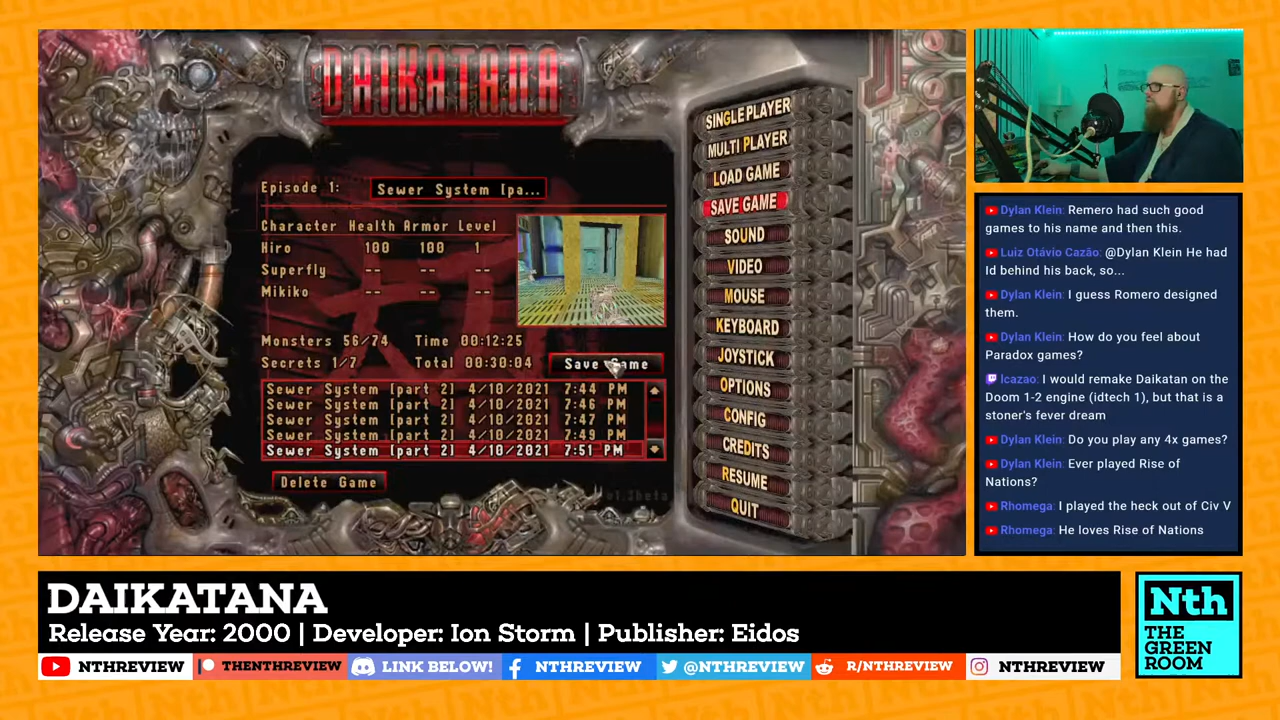 DAIKATANA
Episode 1: Sewer System [pa...
Character Health Armor Level
Hiro 100 100 1
Superfly -- -- --
Mikiko -- -- --
Monsters 56/74 Time 00:12:25
Secrets 1/7 Total 00:30:04
Save Game
Sewer System [part 2] 4/10/2021 7:44 PM
Sewer System [part 2] 4/10/2021 7:46 PM
Sewer System [part 2] 4/10/2021 7:47 PM
Sewer System [part 2] 4/10/2021 7:49 PM
Sewer System [part 2] 4/10/2021 7:51 PM
Delete Game
v1.3beta
SINGLE PLAYER
MULTI PLAYER
LOAD GAME
SAVE GAME
SOUND
VIDEO
MOUSE
KEYBOARD
JOYSTICK
OPTIONS
CONFIG
CREDITS
RESUME
QUIT
Dylan Klein: Remero had such good
games to his name and then this.
Luiz Otávio Cazão: @Dylan Klein He had
Id behind his back, so...
Dylan Klein: I guess Romero designed
them.
Dylan Klein: How do you feel about
Paradox games?
lcazao: I would remake Daikatan on the
Doom 1-2 engine (idtech 1), but that is a
stoner's fever dream
Dylan Klein: Do you play any 4x games?
Dylan Klein: Ever played Rise of
Nations?
Rhomega: I played the heck out of Civ V
Rhomega: He loves Rise of Nations
DAIKATANA
Release Year: 2000 | Developer: Ion Storm | Publisher: Eidos
NTHREVIEW THENTHREVIEW LINK BELOW! NTHREVIEW @NTHREVIEW R/NTHREVIEW NTHREVIEW
Nth
THE
GREEN
ROOM